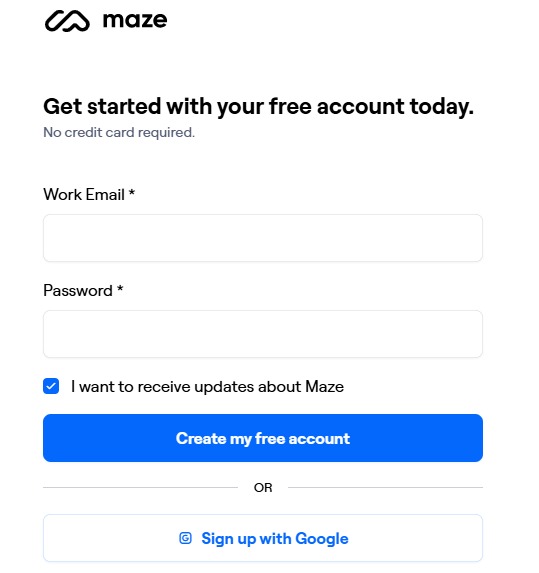 maze
Get started with your free account today.
No credit card required.
Work Email *
Password *
I want to receive updates about Maze
Create my free account
OR
Sign up with Google